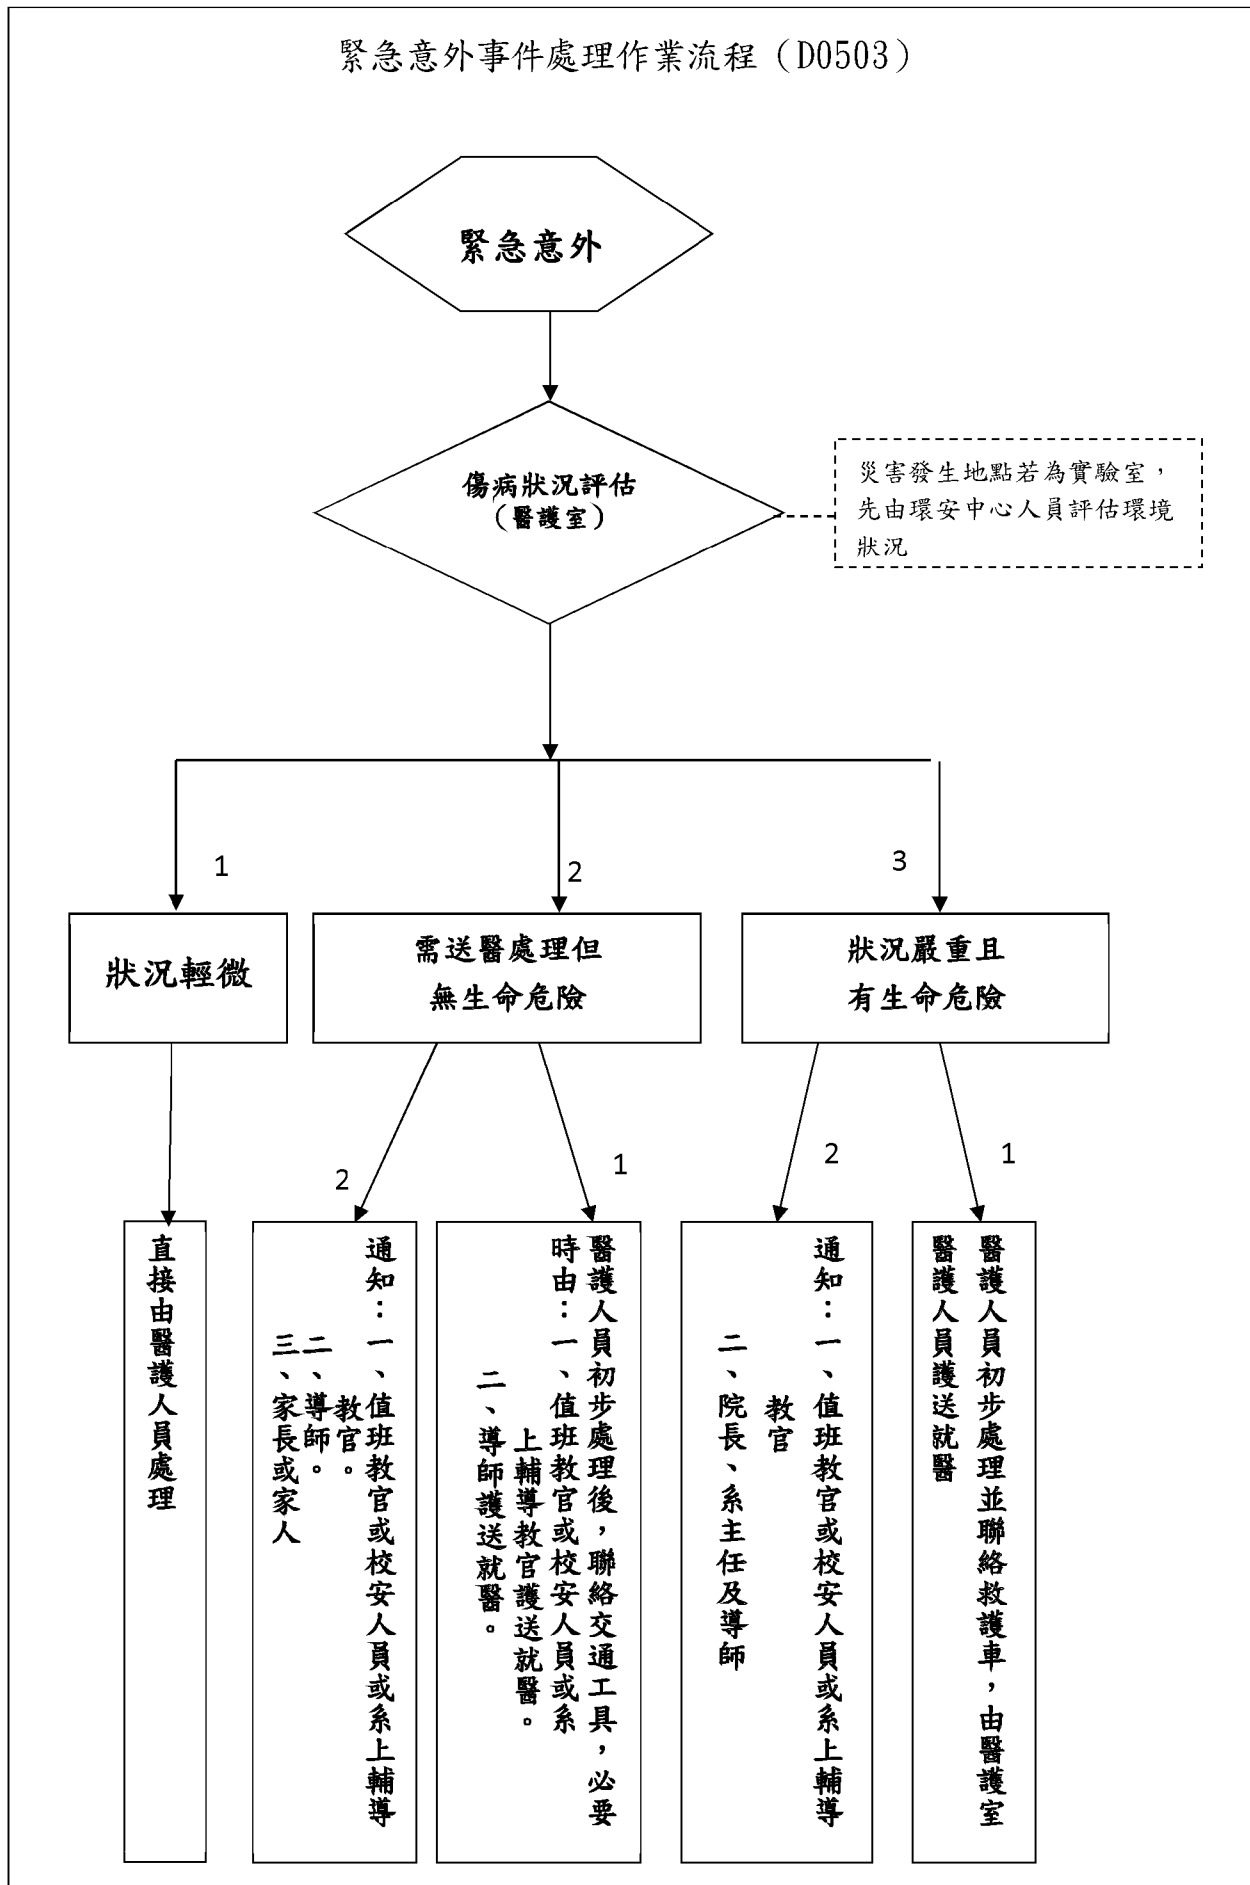 緊急意外事件處理作業流程（D0503）
緊急意外
傷病狀況評估
（醫護室）
災害發生地點若為實驗室，
先由環安中心人員評估環境
狀況
1
2
3
狀況輕微
需送醫處理但
無生命危險
狀況嚴重且
有生命危險
2
1
2
1
直接由醫護人員處理
通知：一、值班教官或校安人員或系上輔導
教官。
二、導師。
三、家長或家人
醫護人員初步處理後，聯絡交通工具，必要
時由：一、值班教官或校安人員或系
上輔導教官護送就醫。
二、導師護送就醫。
通知：一、值班教官或校安人員或系上輔導
教官
二、院長、系主任及導師
醫護人員初步處理並聯絡救護車，由醫護室
醫護人員護送就醫